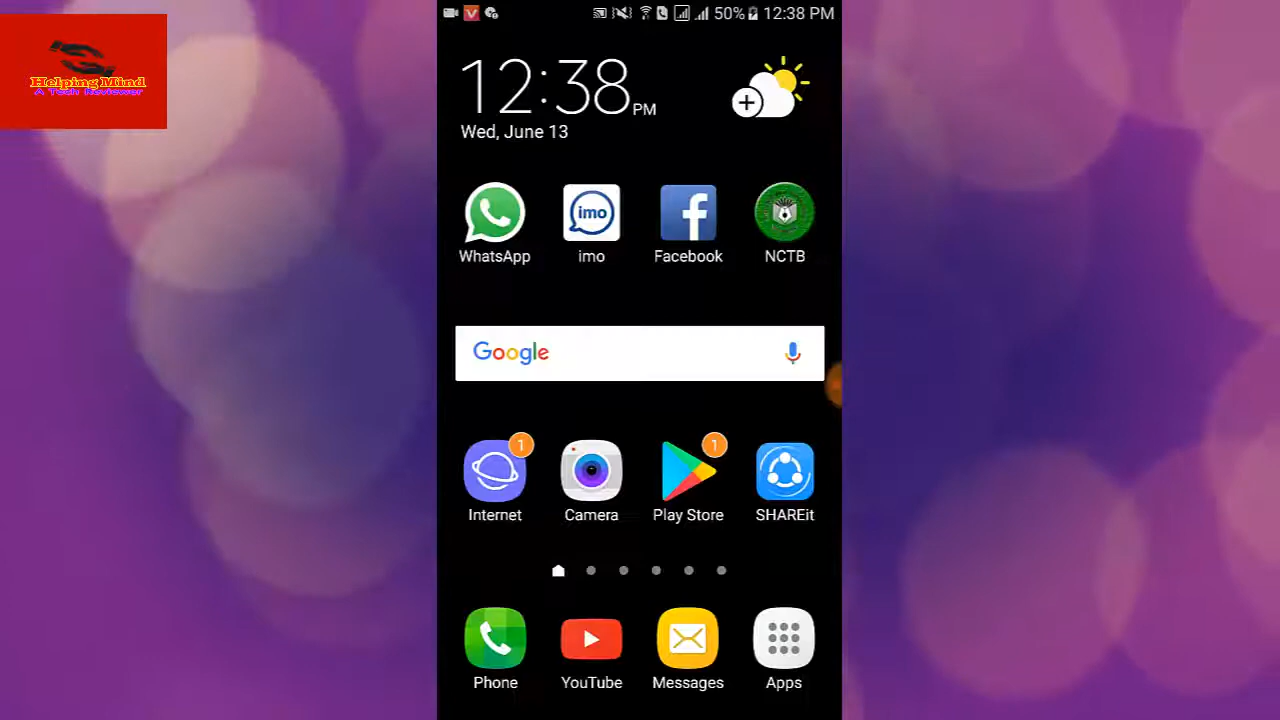 Helping Mind
A Tech Reviewer
50% 12:38 PM
12:38 PM
Wed, June 13
WhatsApp imo Facebook NCTB
imo
Google
1 1
Internet Camera Play Store SHAREit
Phone YouTube Messages Apps